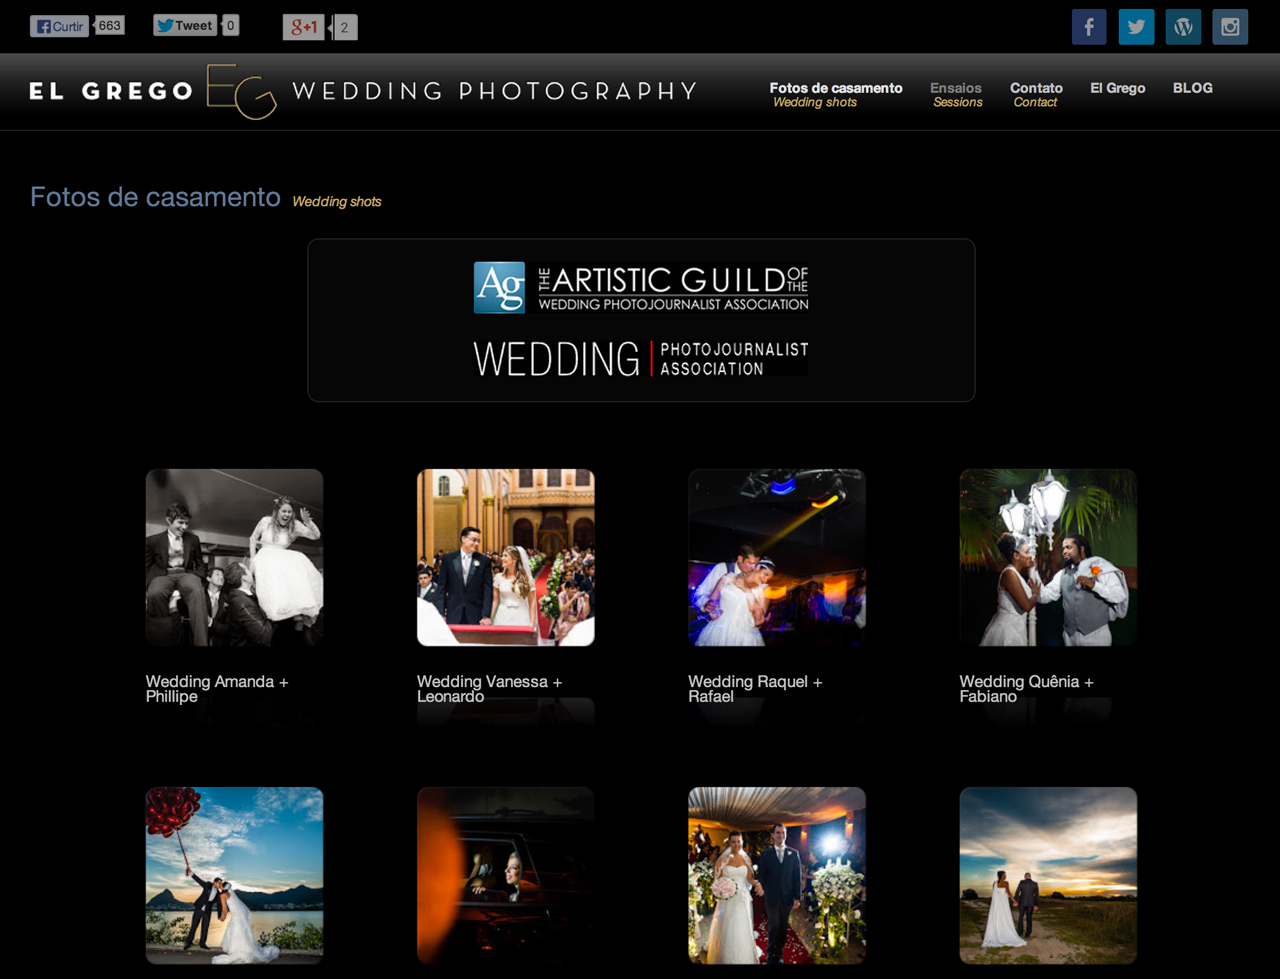 Curtir 663 Tweet 0 g+1 2
EL GREGO EG WEDDING PHOTOGRAPHY
Fotos de casamento Ensaios Contato El Grego BLOG
Wedding shots Sessions Contact
Fotos de casamento Wedding shots
Ag THE ARTISTIC GUILD OF THE
WEDDING PHOTOJOURNALIST ASSOCIATION
WEDDING PHOTOJOURNALIST
ASSOCIATION
Wedding Amanda +
Phillipe
Wedding Vanessa +
Leonardo
Wedding Raquel +
Rafael
Wedding Quênia +
Fabiano